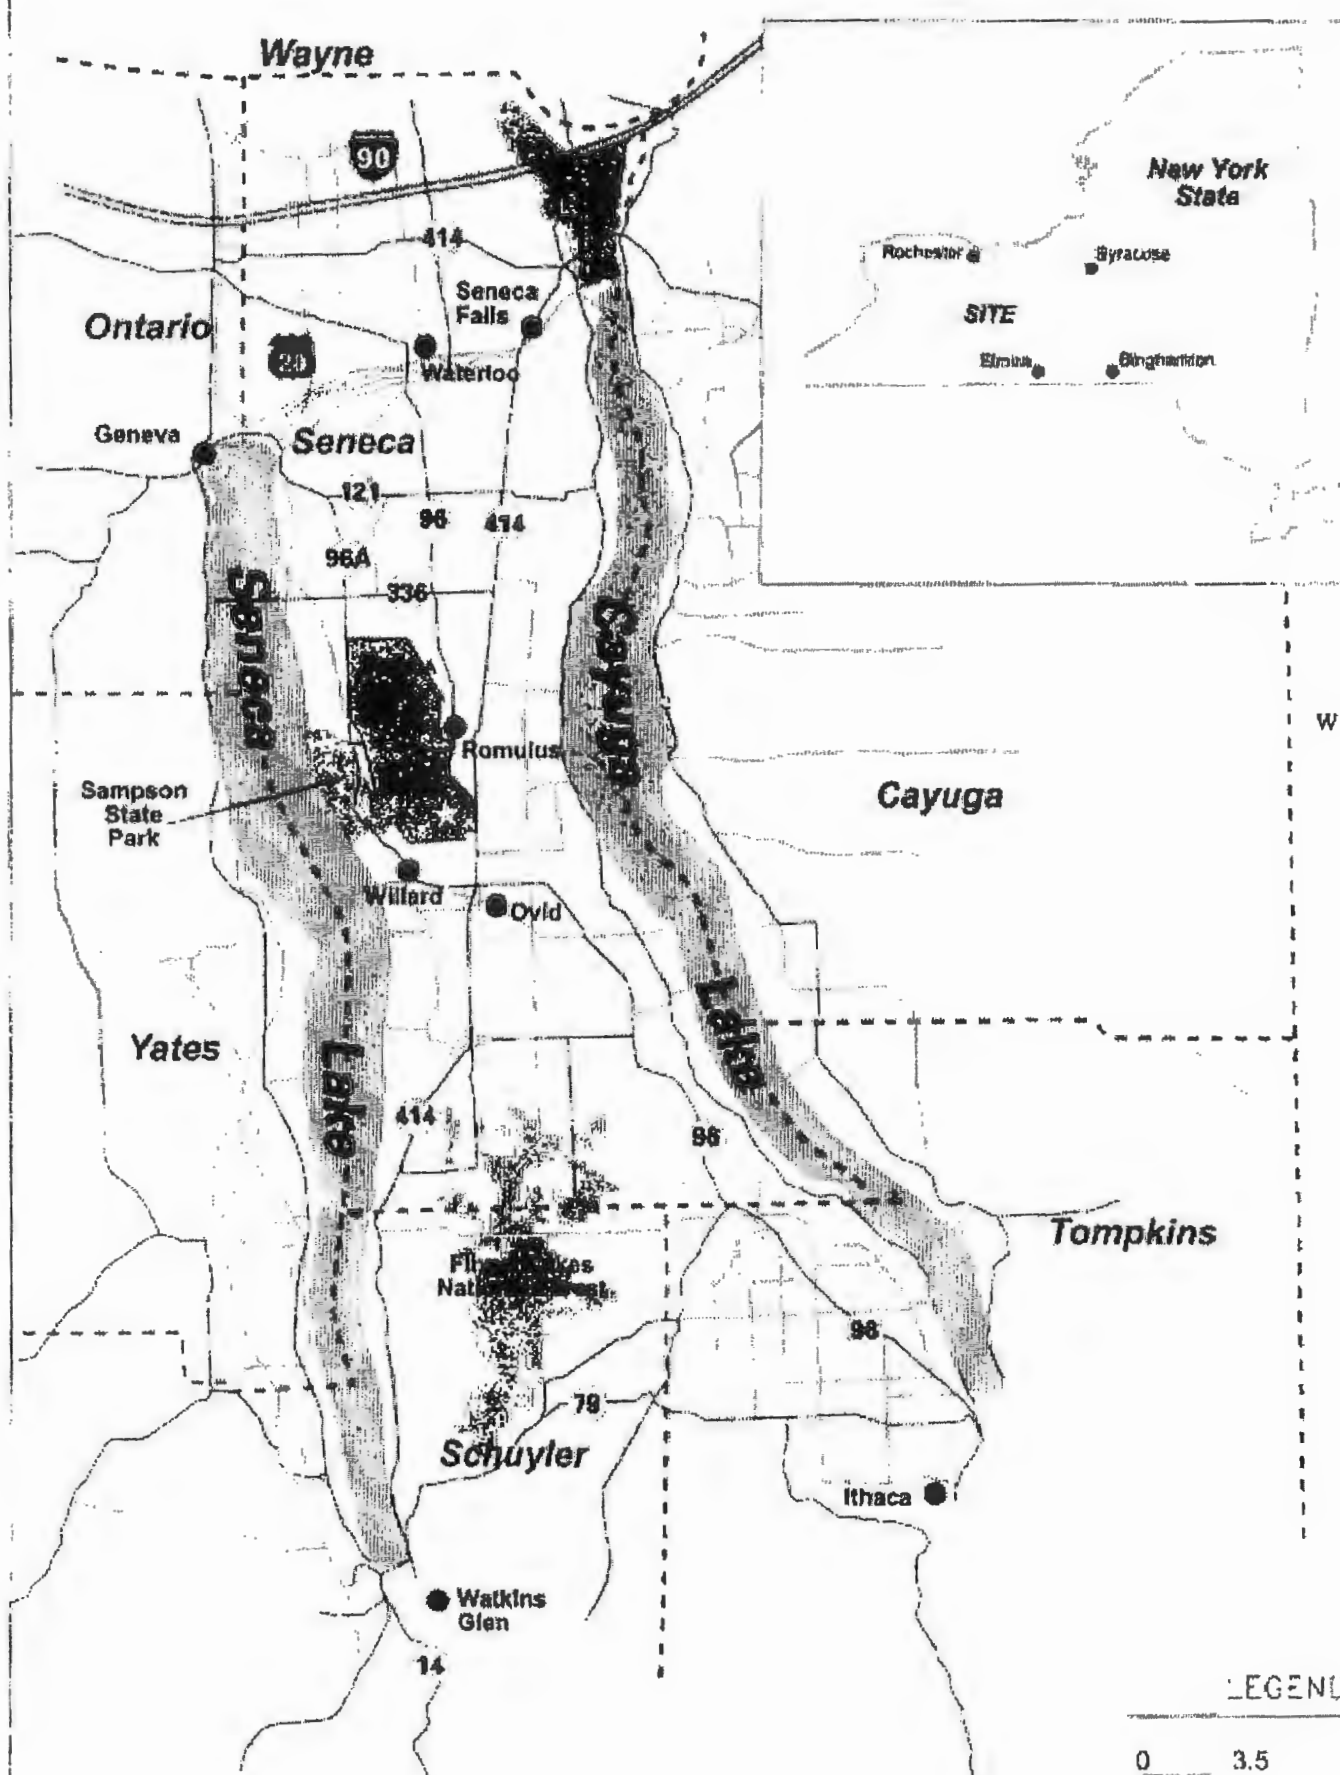 Wayne
90
New York
State
414
Rochester
Syracuse
Seneca
Falls
SITE
Ontario
20
Waterloo
Elmira
Binghamton
Geneva
Seneca
121
96
414
96A
336
Seneca
Cayuga
W
Romulus
Sampson
State
Park
Cayuga
Willard
Ovid
Lake
Yates
Lake
414
96
Tompkins
Finger Lakes
National Forest
96
79
Schuyler
Ithaca
Watkins
Glen
14
LEGEND
0 3.5